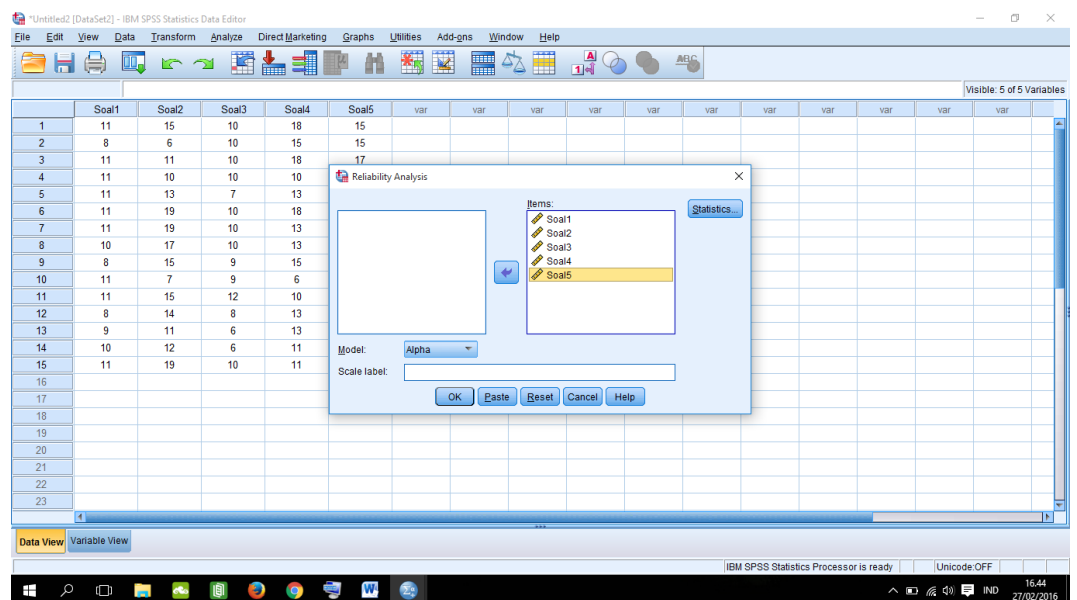 *Untitled2 [DataSet2] - IBM SPSS Statistics Data Editor
File Edit View Data Transform Analyze Direct Marketing Graphs Utilities Add-ons Window Help
Visible: 5 of 5 Variables
Soal1 Soal2 Soal3 Soal4 Soal5 var var var var var var var var var var var
1 11 15 10 18 15
2 8 6 10 15 15
3 11 11 10 18 17
4 11 10 10 10
5 11 13 7 13
6 11 19 10 18
7 11 19 10 13
8 10 17 10 13
9 8 15 9 15
10 11 7 9 6
11 11 15 12 10
12 8 14 8 13
13 9 11 6 13
14 10 12 6 11
15 11 19 10 11
16
17
18
19
20
21
22
23
Reliability Analysis
Items:
Soal1
Soal2
Soal3
Soal4
Soal5
Statistics...
Model: Alpha
Scale label:
OK Paste Reset Cancel Help
Data View Variable View
IBM SPSS Statistics Processor is ready Unicode:OFF
IND 16.44
27/02/2016